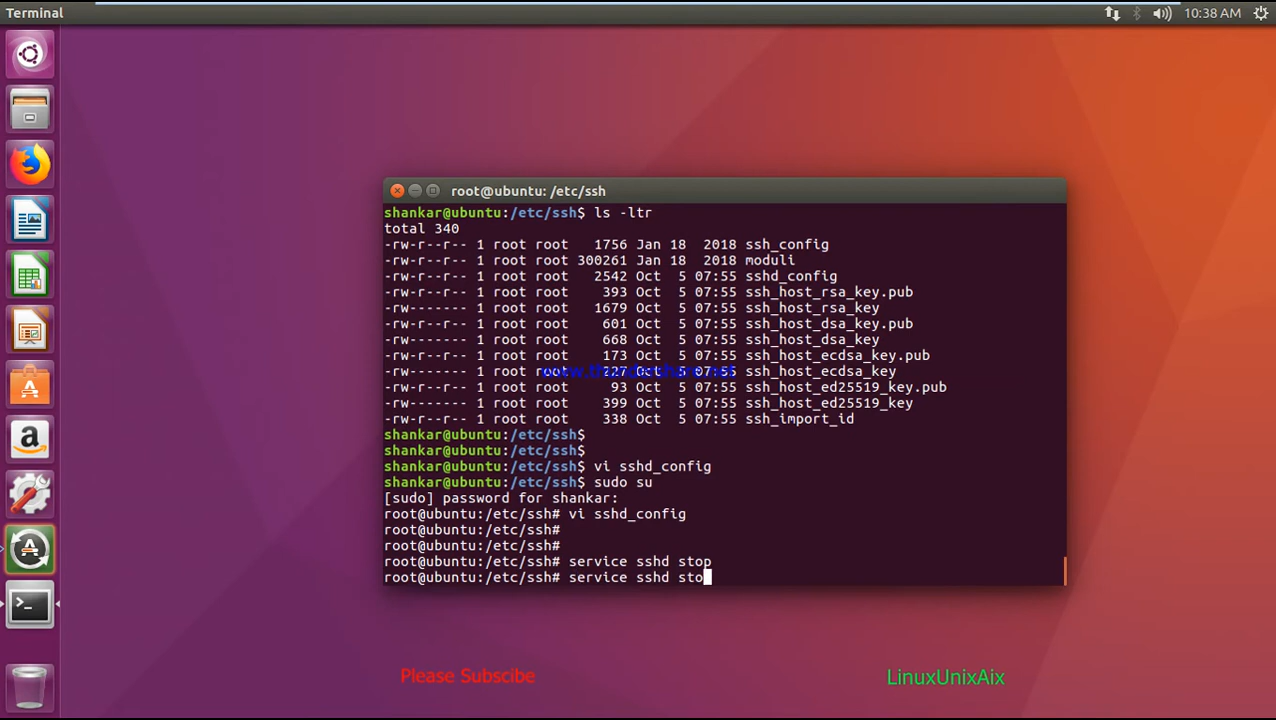 Terminal
10:38 AM
root@ubuntu: /etc/ssh
shankar@ubuntu:/etc/ssh$ ls -ltr
total 340
-rw-r--r-- 1 root root 1756 Jan 18 2018 ssh_config
-rw-r--r-- 1 root root 300261 Jan 18 2018 moduli
-rw-r--r-- 1 root root 2542 Oct 5 07:55 sshd_config
-rw-r--r-- 1 root root 393 Oct 5 07:55 ssh_host_rsa_key.pub
-rw------- 1 root root 1679 Oct 5 07:55 ssh_host_rsa_key
-rw-r--r-- 1 root root 601 Oct 5 07:55 ssh_host_dsa_key.pub
-rw------- 1 root root 668 Oct 5 07:55 ssh_host_dsa_key
-rw-r--r-- 1 root root 173 Oct 5 07:55 ssh_host_ecdsa_key.pub
-rw------- 1 root root 227 Oct 5 07:55 ssh_host_ecdsa_key
www.thundershare.net
-rw-r--r-- 1 root root 93 Oct 5 07:55 ssh_host_ed25519_key.pub
-rw------- 1 root root 399 Oct 5 07:55 ssh_host_ed25519_key
-rw-r--r-- 1 root root 338 Oct 5 07:55 ssh_import_id
shankar@ubuntu:/etc/ssh$
shankar@ubuntu:/etc/ssh$
shankar@ubuntu:/etc/ssh$ vi sshd_config
shankar@ubuntu:/etc/ssh$ sudo su
[sudo] password for shankar:
root@ubuntu:/etc/ssh# vi sshd_config
root@ubuntu:/etc/ssh#
root@ubuntu:/etc/ssh#
root@ubuntu:/etc/ssh# service sshd stop
root@ubuntu:/etc/ssh# service sshd sto
Please Subscibe
LinuxUnixAix